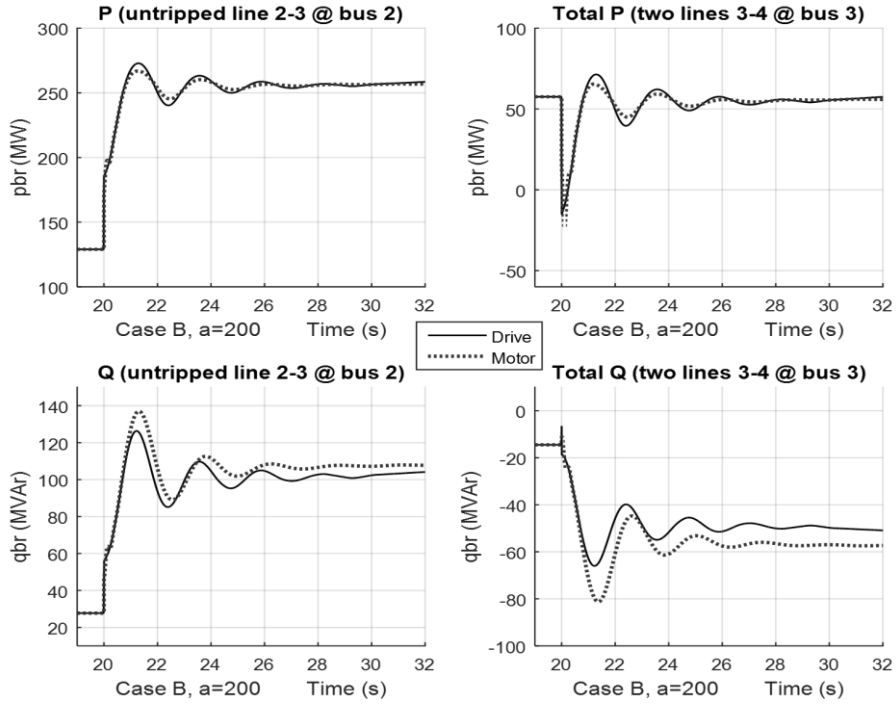 P (untripped line 2-3 @ bus 2)
300
250
200
150
100
pbr (MW)
20 22 24 26 28 30 32
Case B, a=200 Time (s)
Total P (two lines 3-4 @ bus 3)
100
50
0
-50
pbr (MW)
20 22 24 26 28 30 32
Case B, a=200 Time (s)
Drive
Motor
Q (untripped line 2-3 @ bus 2)
140
120
100
80
60
40
20
qbr (MVAr)
20 22 24 26 28 30 32
Case B, a=200 Time (s)
Total Q (two lines 3-4 @ bus 3)
0
-20
-40
-60
-80
-100
qbr (MVAr)
20 22 24 26 28 30 32
Case B, a=200 Time (s)